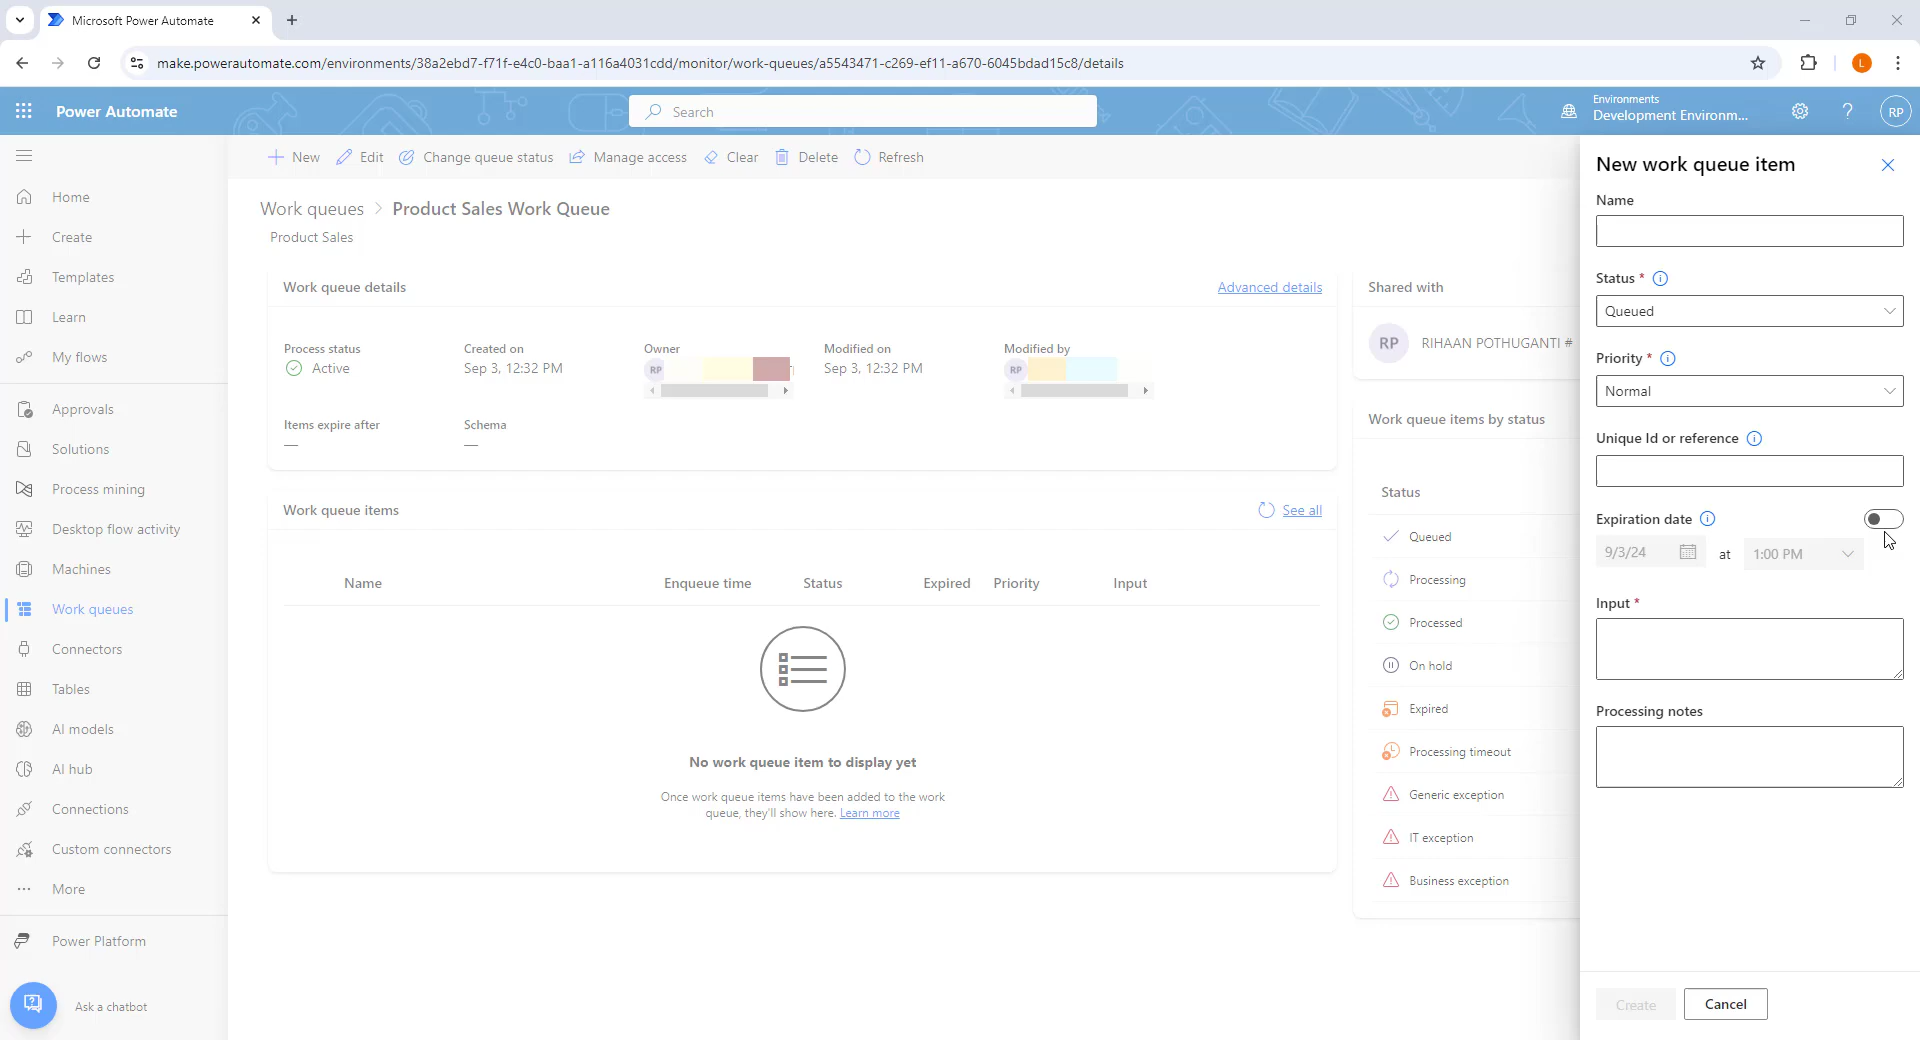 Microsoft Power Automate
make.powerautomate.com/environments/38a2ebd7-f71f-e4c0-baa1-a116a4031cdd/monitor/work-queues/a5543471-c269-ef11-a670-6045bdad15c8/details
L
Power Automate
Search
Environments
Development Environm...
?
RP
Home
Create
Templates
Learn
My flows
Approvals
Solutions
Process mining
Desktop flow activity
Machines
Work queues
Connectors
Tables
AI models
AI hub
Connections
Custom connectors
More
Power Platform
Ask a chatbot
New
Edit
Change queue status
Manage access
Clear
Delete
Refresh
Work queues > Product Sales Work Queue
Product Sales
Work queue details
Advanced details
Process status
Active
Created on
Sep 3, 12:32 PM
Owner
RP
Modified on
Sep 3, 12:32 PM
Modified by
RP
Items expire after
—
Schema
—
Work queue items
See all
Name Enqueue time Status Expired Priority Input
No work queue item to display yet
Once work queue items have been added to the work
queue, they'll show here. Learn more
Shared with
RP
RIHAAN POTHUGANTI #
Work queue items by status
Status
Queued
Processing
Processed
On hold
Expired
Processing timeout
Generic exception
IT exception
Business exception
New work queue item
Name
Status *
Queued
Priority *
Normal
Unique Id or reference
Expiration date
9/3/24 at 1:00 PM
Input *
Processing notes
Create
Cancel